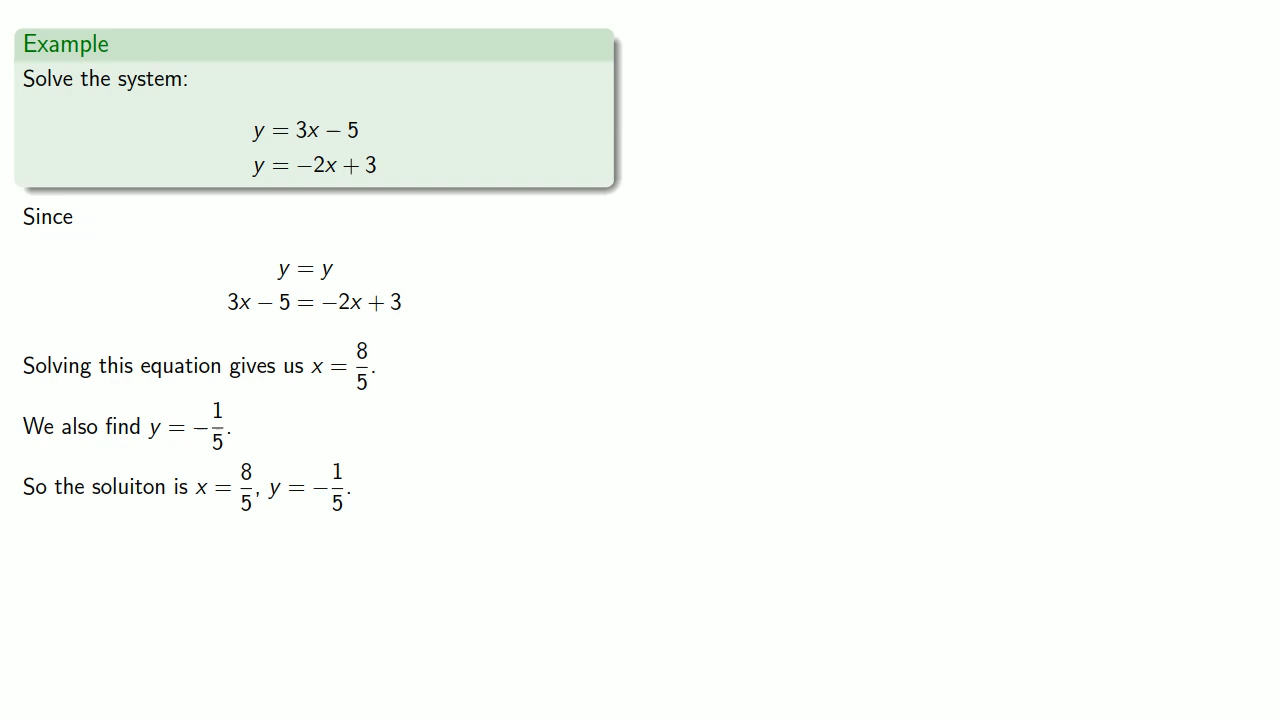 Example
Solve the system:
y = 3x − 5
y = −2x + 3
Since
y = y
3x − 5 = −2x + 3
Solving this equation gives us x = 8/5.
We also find y = −1/5.
So the soluiton is x = 8/5, y = −1/5.